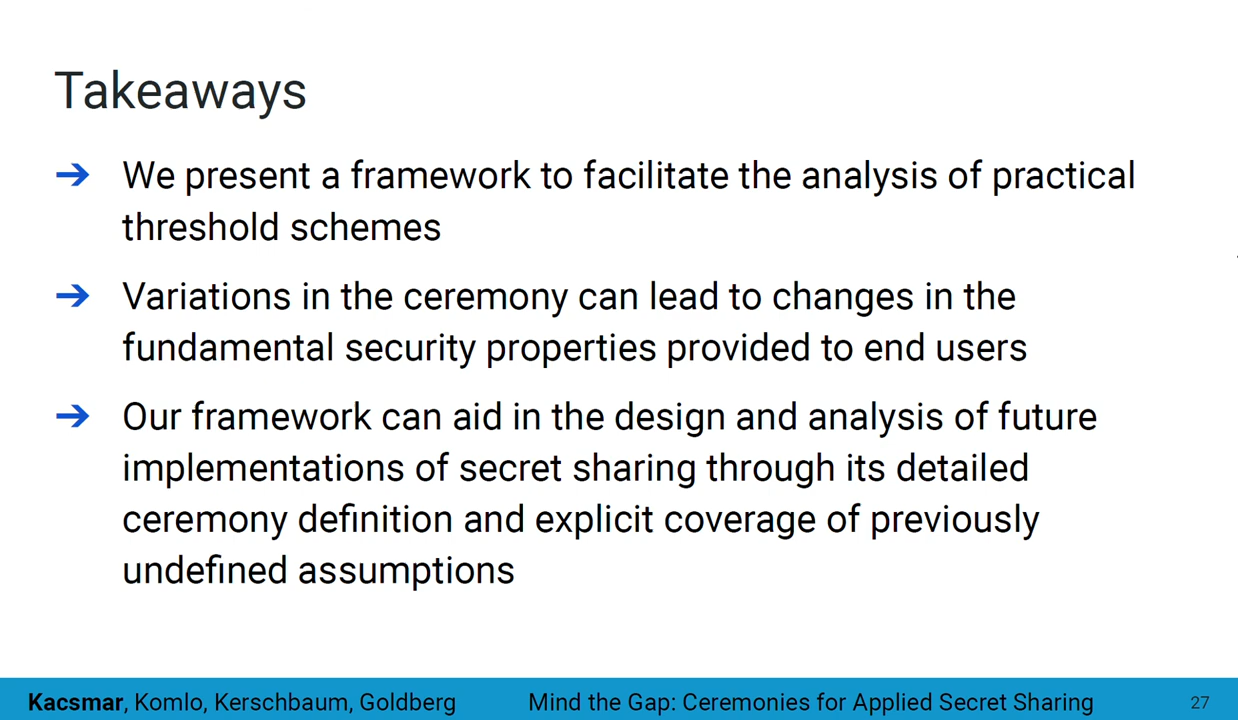 Takeaways
➔ We present a framework to facilitate the analysis of practical
threshold schemes
➔ Variations in the ceremony can lead to changes in the
fundamental security properties provided to end users
➔ Our framework can aid in the design and analysis of future
implementations of secret sharing through its detailed
ceremony definition and explicit coverage of previously
undefined assumptions
Kacsmar, Komlo, Kerschbaum, Goldberg Mind the Gap: Ceremonies for Applied Secret Sharing 27